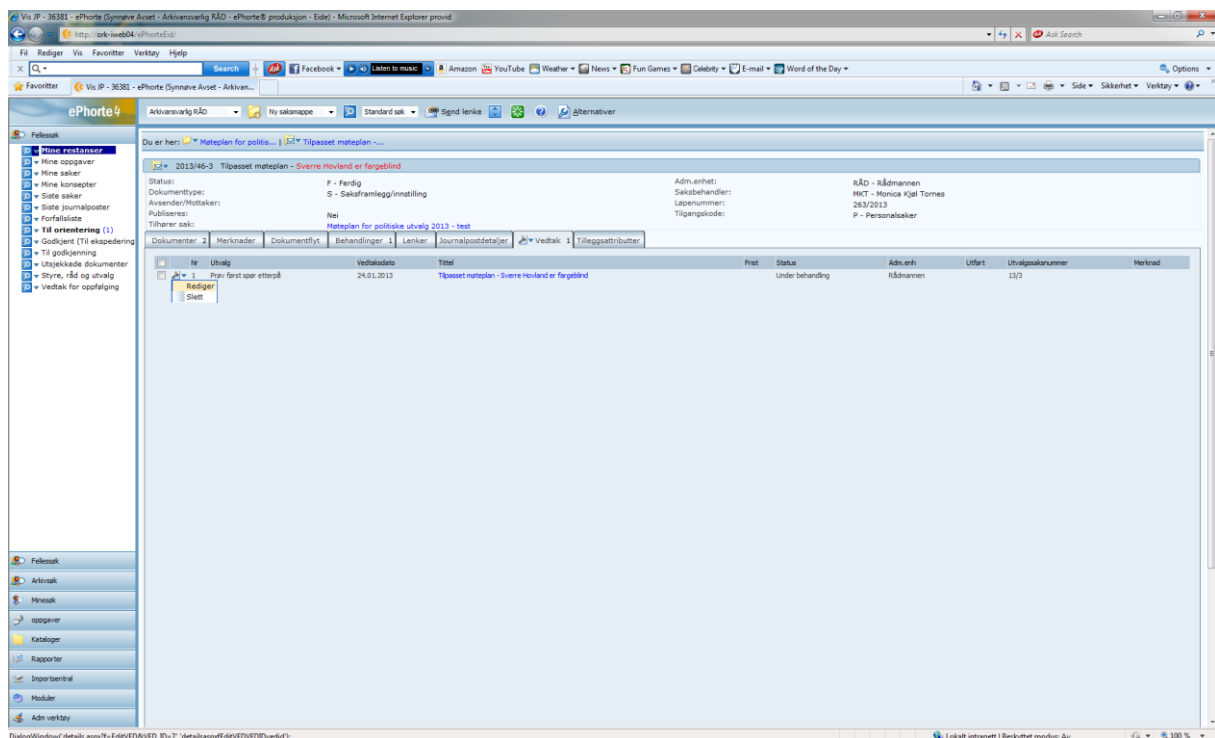 Vis JP - 36381 - ePhorte (Synnøve Avset - Arkivansvarlig RÅD - ePhorte® produksjon - Eide) - Microsoft Internet Explorer provid
http://ork-iweb04/ePhorteEid/
Ask Search
Fil Rediger Vis Favoritter Verktøy Hjelp
Search Facebook Listen to music Amazon YouTube Weather News Fun Games Celebrity E-mail Word of the Day Options
Favoritter Vis JP - 36381 - ePhorte (Synnøve Avset - Arkivan... Side Sikkerhet Verktøy
ePhorte4 Arkivansvarlig RÅD Ny saksmappe Standard søk Send lenke Alternativer
Fellessøk
Mine restanser
Mine oppgaver
Mine saker
Mine konsepter
Siste saker
Siste journalposter
Forfallsliste
Til orientering (1)
Godkjent (Til ekspedering
Til godkjenning
Utsjekkede dokumenter
Styre, råd og utvalg
Vedtak for oppfølging
Du er her: Møteplan for politis... | Tilpasset møteplan -...
2013/46-3 Tilpasset møteplan - Sverre Hovland er fargeblind
Status: F - Ferdig Adm.enhet: RÅD - Rådmannen
Dokumenttype: S - Saksframlegg/innstilling Saksbehandler: MKT - Monica Kjøl Tornes
Avsender/Mottaker: Løpenummer: 263/2013
Publiseres: Nei Tilgangskode: P - Personalsaker
Tilhører sak: Møteplan for politiske utvalg 2013 - test
Dokumenter 2 Merknader Dokumentflyt Behandlinger 1 Lenker Journalpostdetaljer Vedtak 1 Tilleggsattributter
Nr Utvalg Vedtaksdato Tittel Frist Status Adm.enh Utført Utvalgssaksnummer Merknad
1 Prøv først spør etterpå 24.01.2013 Tilpasset møteplan - Sverre Hovland er fargeblind Under behandling Rådmannen 13/3
Rediger
Slett
Fellessøk
Arkivsøk
Minesøk
oppgaver
Kataloger
Rapporter
Importsentral
Moduler
Adm verktøy
DialogWindow('details.aspx?f=EditVED&VED_ID=7','detailsaspxfEditVEDVEDIDvedid'); Lokalt intranett | Beskyttet modus: Av 100 %